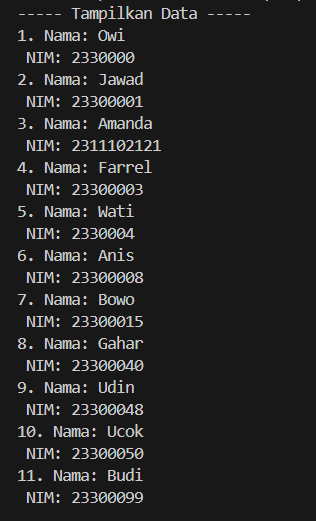 ----- Tampilkan Data -----
1. Nama: Owi
NIM: 2330000
2. Nama: Jawad
NIM: 23300001
3. Nama: Amanda
NIM: 2311102121
4. Nama: Farrel
NIM: 23300003
5. Nama: Wati
NIM: 2330004
6. Nama: Anis
NIM: 23300008
7. Nama: Bowo
NIM: 23300015
8. Nama: Gahar
NIM: 23300040
9. Nama: Udin
NIM: 23300048
10. Nama: Ucok
NIM: 23300050
11. Nama: Budi
NIM: 23300099